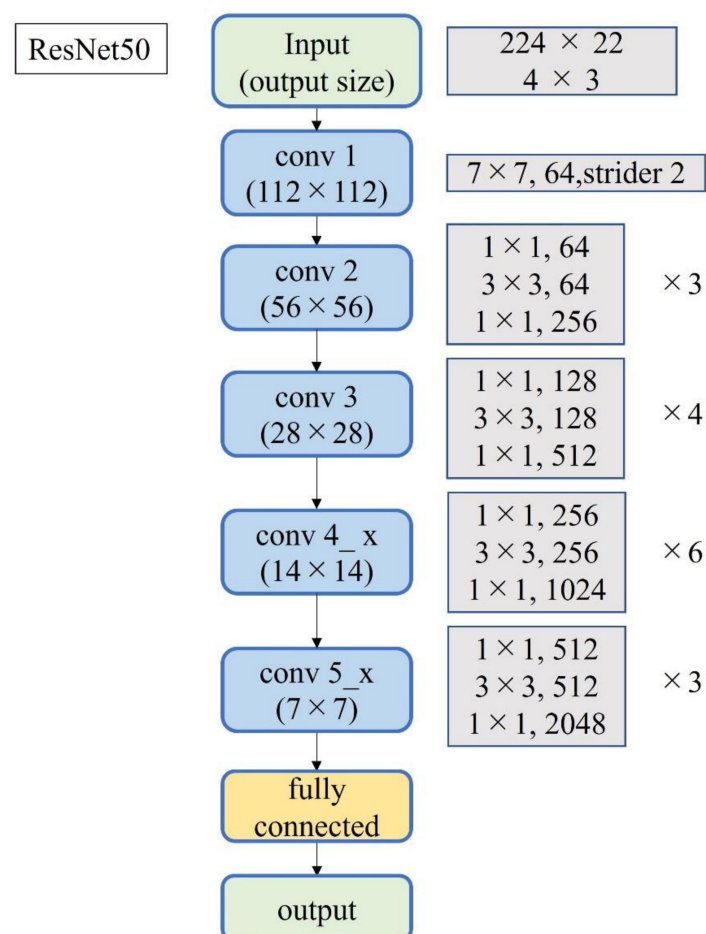 ResNet50
Input
(output size)
224 × 22
4 × 3
conv 1
(112 × 112)
7 × 7, 64,strider 2
conv 2
(56 × 56)
1 × 1, 64
3 × 3, 64
1 × 1, 256
× 3
conv 3
(28 × 28)
1 × 1, 128
3 × 3, 128
1 × 1, 512
× 4
conv 4_ x
(14 × 14)
1 × 1, 256
3 × 3, 256
1 × 1, 1024
× 6
conv 5_x
(7 × 7)
1 × 1, 512
3 × 3, 512
1 × 1, 2048
× 3
fully
connected
output